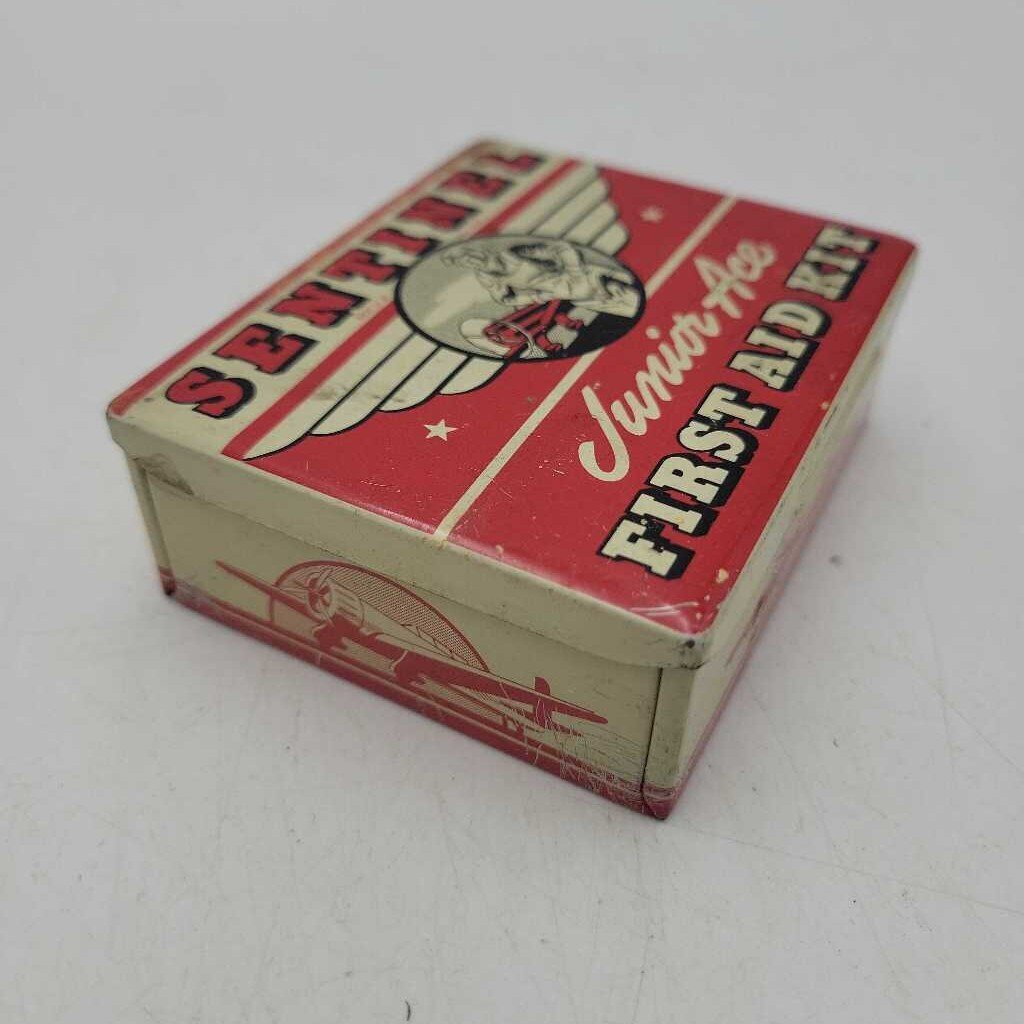 SENTINEL
Junior Ace
FIRST AID KIT